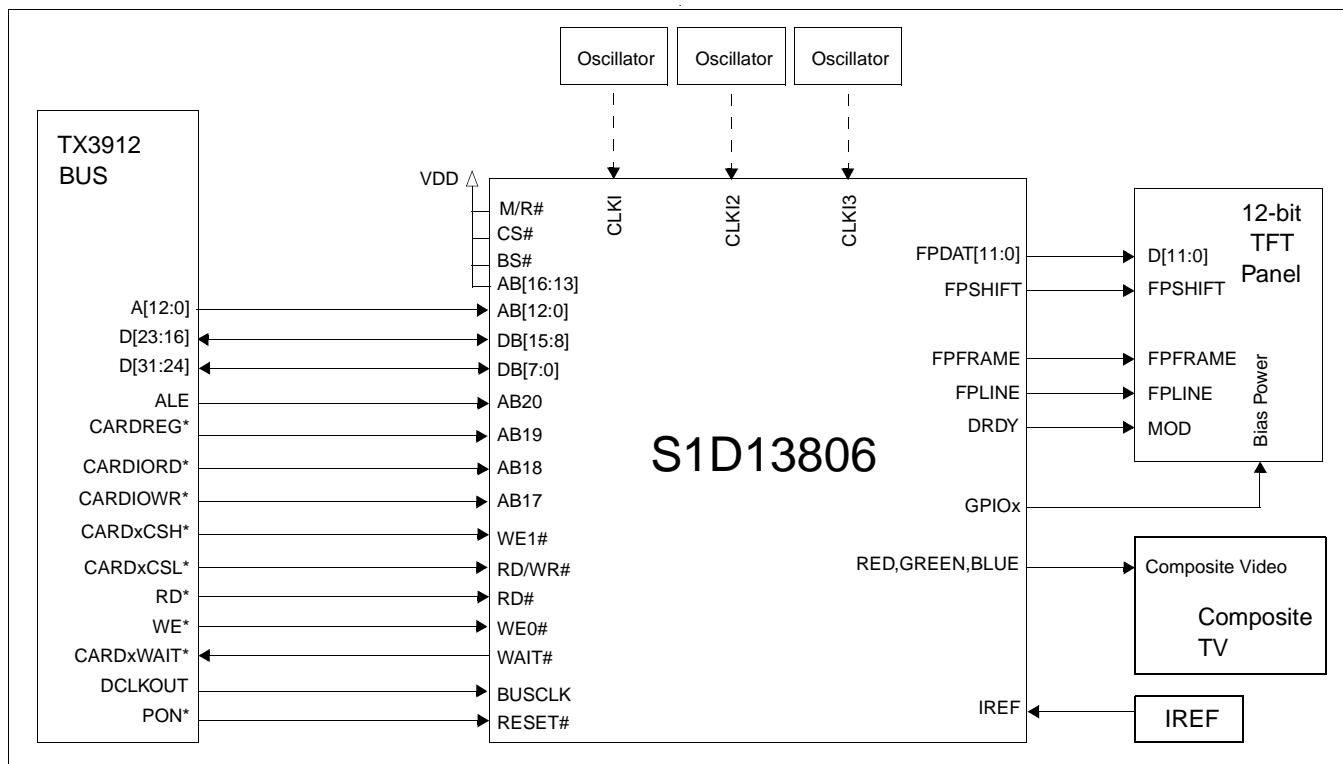 Oscillator
Oscillator
Oscillator
TX3912
BUS
VDD
CLKI
CLKI2
CLKI3
M/R#
CS#
BS#
AB[16:13]
A[12:0]
AB[12:0]
D[23:16]
DB[15:8]
D[31:24]
DB[7:0]
ALE
AB20
CARDREG*
AB19
CARDIORD*
AB18
CARDIOWR*
AB17
CARDxCSH*
WE1#
CARDxCSL*
RD/WR#
RD*
RD#
WE*
WE0#
CARDxWAIT*
WAIT#
DCLKOUT
BUSCLK
PON*
RESET#
S1D13806
FPDAT[11:0]
FPSHIFT
FPFRAME
FPLINE
DRDY
GPIOx
RED,GREEN,BLUE
IREF
12-bit
TFT
Panel
D[11:0]
FPSHIFT
FPFRAME
FPLINE
MOD
Bias Power
Composite Video
Composite
TV
IREF